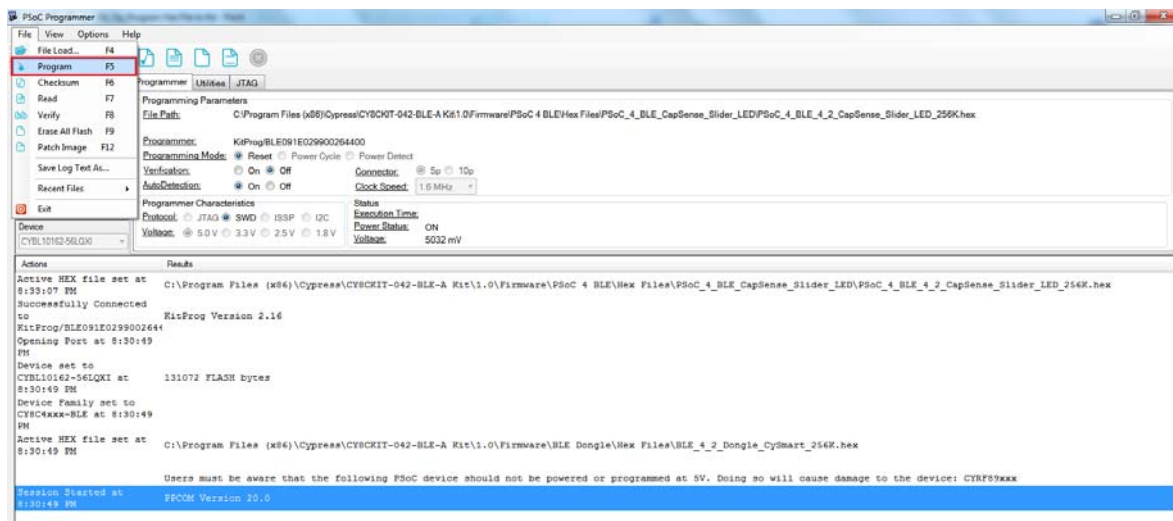 PSoC Programmer
File View Options Help
File Load... F4
Program F5
Checksum F6
Read F7
Verify F8
Erase All Flash F9
Patch Image F12
Save Log Text As...
Recent Files
Exit
Device
CYBL10162-56LQXI
Programmer Utilities JTAG
Programming Parameters
File Path: C:\Program Files (x86)\Cypress\CY8CKIT-042-BLE-A Kit\1.0\Firmware\PSoC 4 BLE\Hex Files\PSoC_4_BLE_CapSense_Slider_LED\PSoC_4_BLE_4_2_CapSense_Slider_LED_256K.hex
Programmer: KitProg/BLE091E029900264400
Programming Mode: Reset Power Cycle Power Detect
Verification: On Off Connector: 5p 10p
AutoDetection: On Off Clock Speed: 1.6 MHz
Programmer Characteristics
Protocol: JTAG SWD ISSP I2C
Voltage: 5.0 V 3.3 V 2.5 V 1.8 V
Status
Execution Time:
Power Status: ON
Voltage: 5032 mV
Actions Results
Active HEX file set at
8:33:07 PM
C:\Program Files (x86)\Cypress\CY8CKIT-042-BLE-A Kit\1.0\Firmware\PSoC 4 BLE\Hex Files\PSoC_4_BLE_CapSense_Slider_LED\PSoC_4_BLE_4_2_CapSense_Slider_LED_256K.hex
Successfully Connected
to
KitProg/BLE091E0299002644
KitProg Version 2.16
Opening Port at 8:30:49
PM
Device set to
CYBL10162-56LQXI at
8:30:49 PM
131072 FLASH bytes
Device Family set to
CY8C4xxx-BLE at 8:30:49
PM
Active HEX file set at
8:30:49 PM
C:\Program Files (x86)\Cypress\CY8CKIT-042-BLE-A Kit\1.0\Firmware\BLE Dongle\Hex Files\BLE_4_2_Dongle_CySmart_256K.hex
Users must be aware that the following PSoC device should not be powered or programmed at 5V. Doing so will cause damage to the device: CYRF89xxx
Session Started at
8:30:49 PM
PPCOM Version 20.0